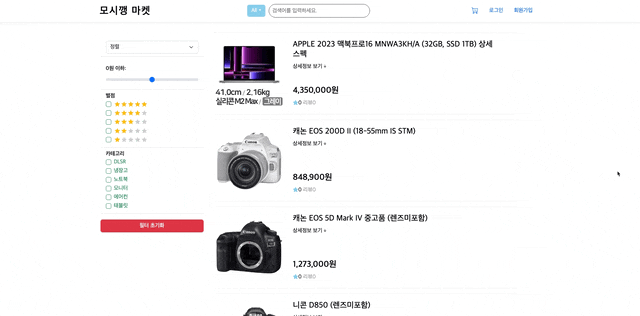 모시깽 마켓
All
검색어를 입력하세요.
로그인
회원가입
정렬
0원 이하:
별점
카테고리
DLSR
냉장고
노트북
모니터
에어컨
태블릿
필터 초기화
APPLE 2023 맥북프로16 MNWA3KH/A (32GB, SSD 1TB) 상세
스펙
상세정보 보기 »
41.0cm / 2.16kg
실리콘 M2 Max / 그레이
4,350,000원
0 리뷰0
캐논 EOS 200D II (18-55mm IS STM)
상세정보 보기 »
848,900원
0 리뷰0
캐논 EOS 5D Mark IV 중고품 (렌즈미포함)
상세정보 보기 »
1,273,000원
0 리뷰0
니콘 D850 (렌즈미포함)